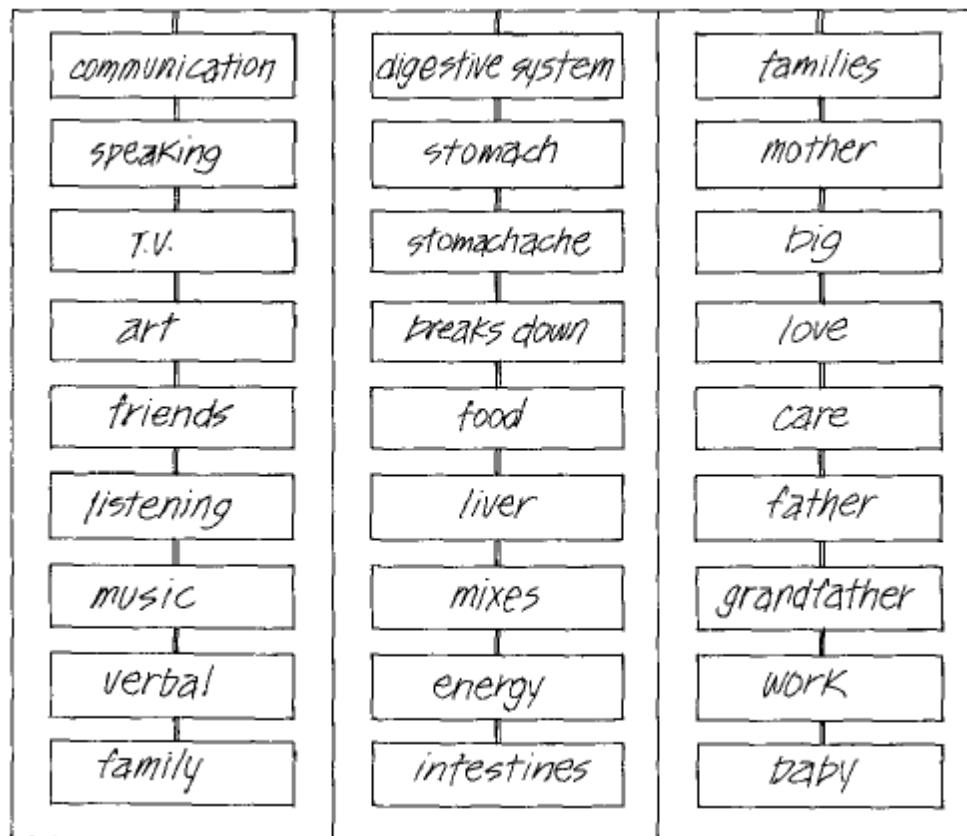 communication
speaking
T.V.
art
friends
listening
music
verbal
family
digestive system
stomach
stomachache
breaks down
food
liver
mixes
energy
intestines
families
mother
big
love
care
father
grandfather
work
baby